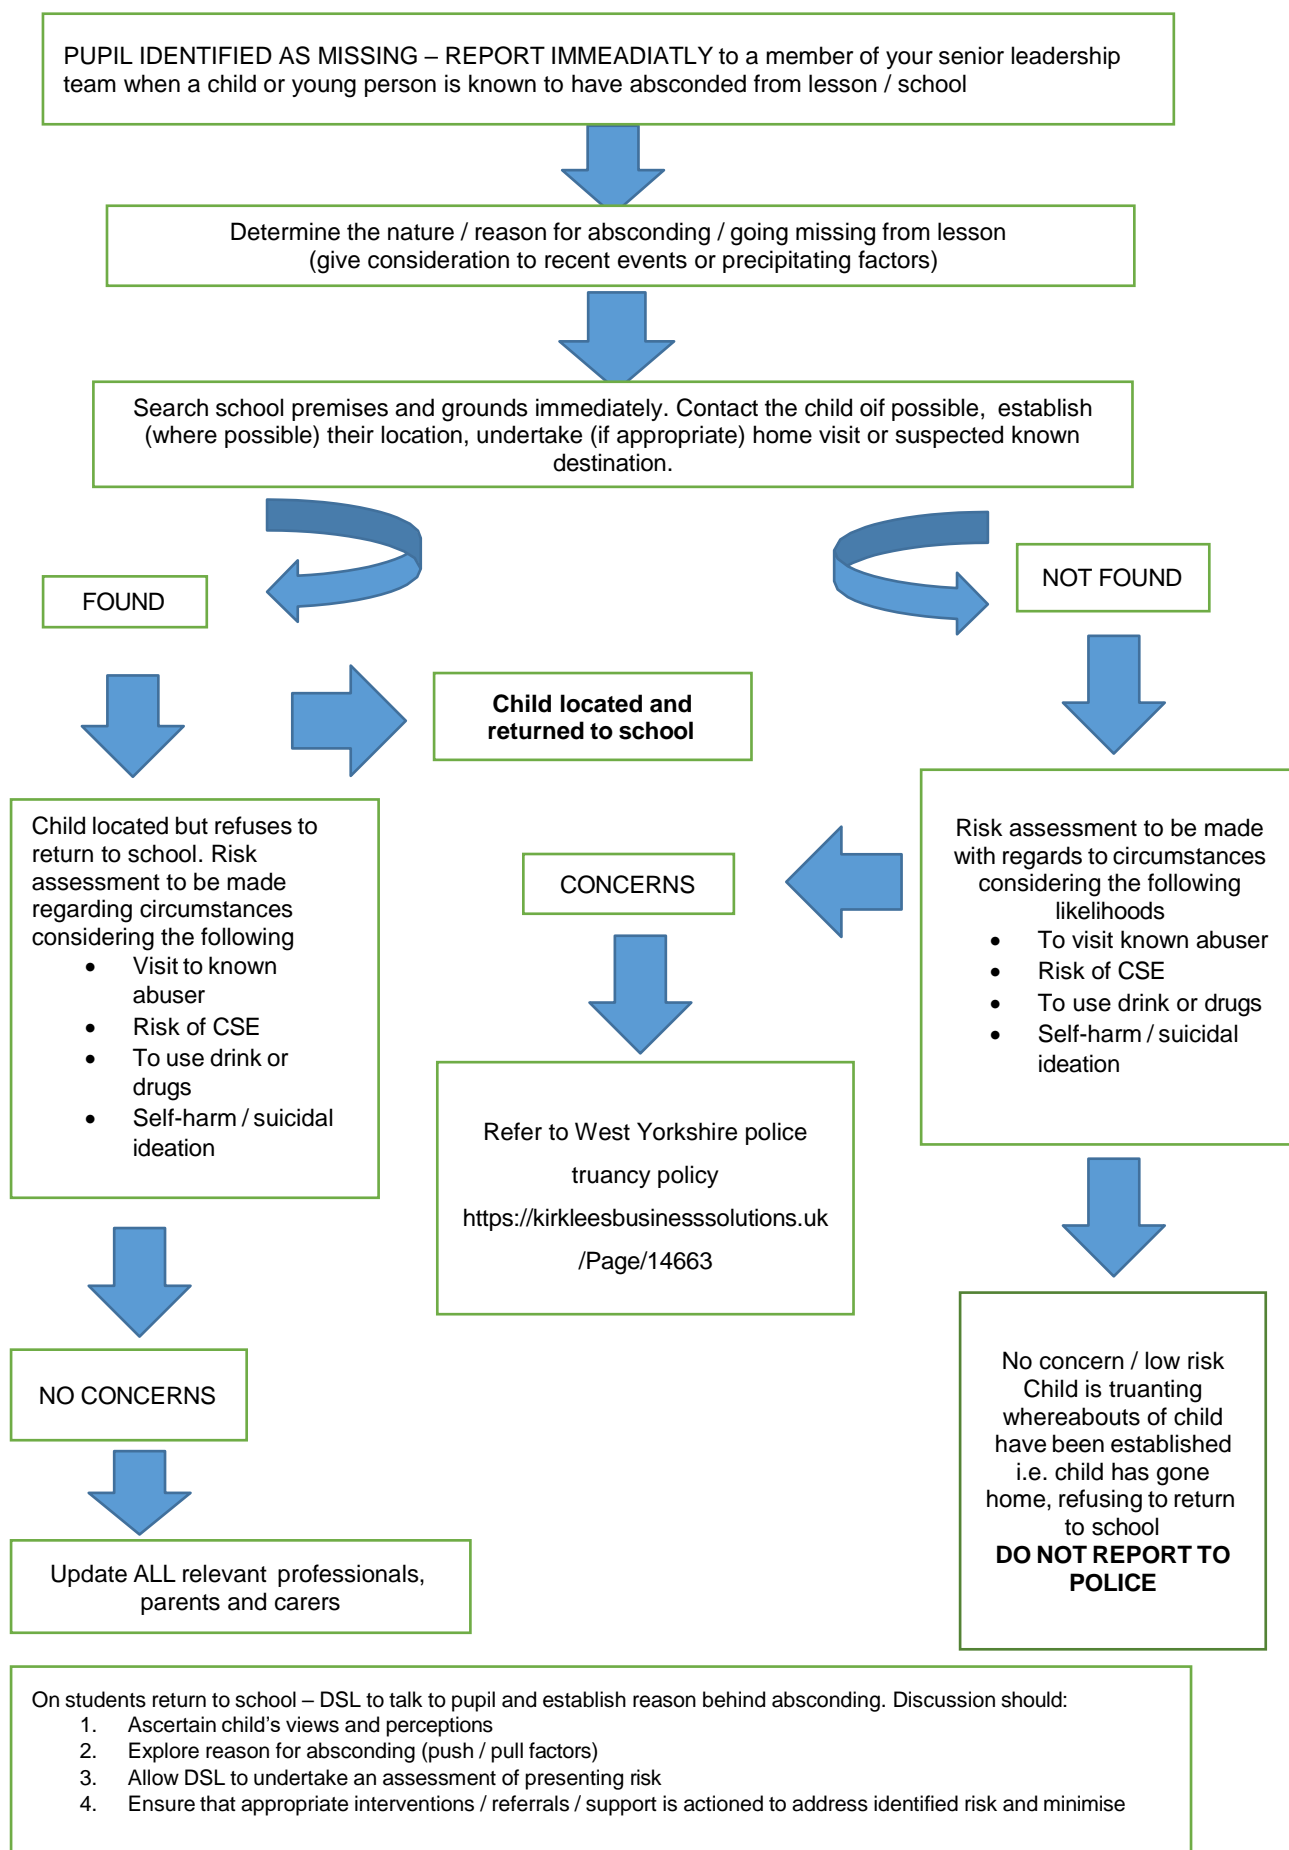 PUPIL IDENTIFIED AS MISSING – REPORT IMMEADIATLY to a member of your senior leadership
team when a child or young person is known to have absconded from lesson / school
Determine the nature / reason for absconding / going missing from lesson
(give consideration to recent events or precipitating factors)
Search school premises and grounds immediately. Contact the child oif possible, establish
(where possible) their location, undertake (if appropriate) home visit or suspected known
destination.
FOUND
NOT FOUND
Child located and
returned to school
Child located but refuses to
return to school. Risk
assessment to be made
regarding circumstances
considering the following
• Visit to known
abuser
• Risk of CSE
• To use drink or
drugs
• Self-harm / suicidal
ideation
CONCERNS
Risk assessment to be made
with regards to circumstances
considering the following
likelihoods
• To visit known abuser
• Risk of CSE
• To use drink or drugs
• Self-harm / suicidal
ideation
Refer to West Yorkshire police
truancy policy
https://kirkleesbusinesssolutions.uk
/Page/14663
NO CONCERNS
No concern / low risk
Child is truanting
whereabouts of child
have been established
i.e. child has gone
home, refusing to return
to school
DO NOT REPORT TO
POLICE
Update ALL relevant professionals,
parents and carers
On students return to school – DSL to talk to pupil and establish reason behind absconding. Discussion should:
1. Ascertain child's views and perceptions
2. Explore reason for absconding (push / pull factors)
3. Allow DSL to undertake an assessment of presenting risk
4. Ensure that appropriate interventions / referrals / support is actioned to address identified risk and minimise